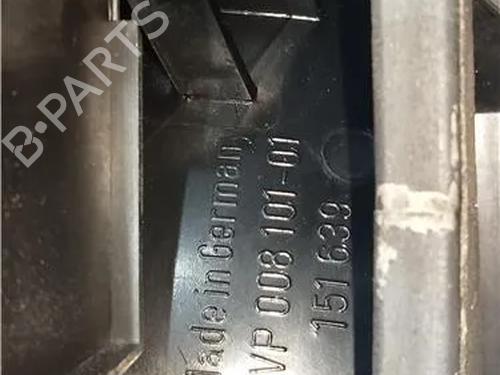 B-PARTS
Made in Germany
VP 008 101-01
151 639